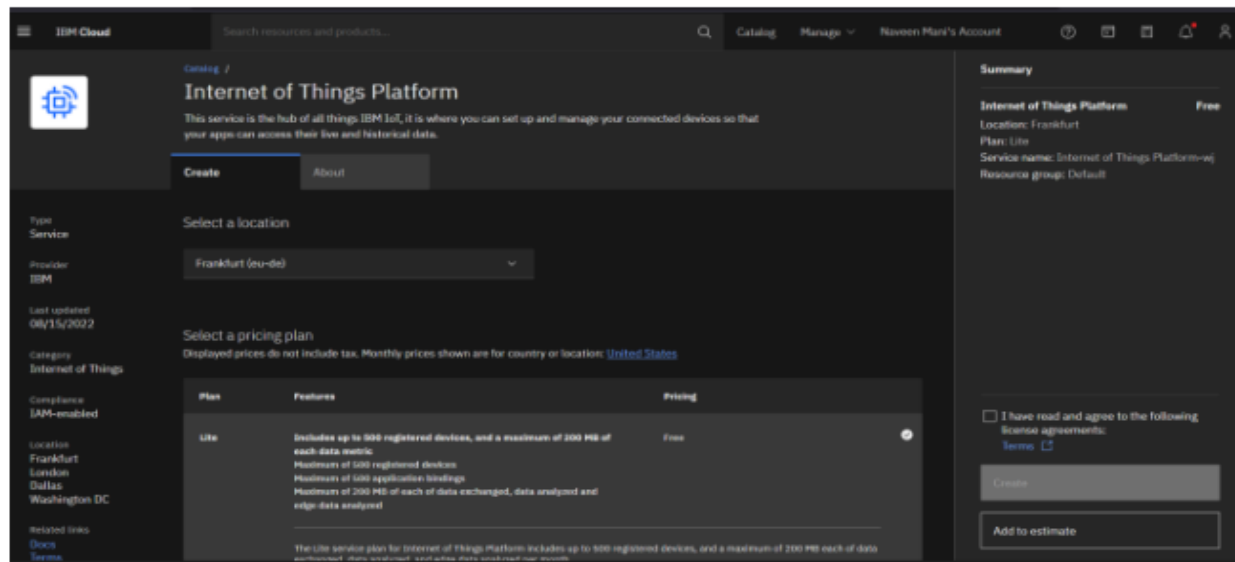 IBM Cloud
Search resources and products...
Catalog
Manage
Naveen Mani's Account
Catalog /
Internet of Things Platform
This service is the hub of all things IBM IoT, it is where you can set up and manage your connected devices so that
your apps can access their live and historical data.
Create
About
Type
Service
Provider
IBM
Last updated
08/15/2022
Category
Internet of Things
Compliance
IAM-enabled
Location
Frankfurt
London
Dallas
Washington DC
Related links
Docs
Terms
Select a location
Frankfurt (eu-de)
Select a pricing plan
Displayed prices do not include tax. Monthly prices shown are for country or location: United States
Plan Features Pricing
Lite
Includes up to 500 registered devices, and a maximum of 200 MB of
each data metric
Maximum of 500 registered devices
Maximum of 500 application bindings
Maximum of 200 MB of each of data exchanged, data analyzed and
edge data analyzed
Free
The Lite service plan for Internet of Things Platform includes up to 500 registered devices, and a maximum of 200 MB each of data
exchanged, data analyzed, and edge data analyzed per month.
Summary
Internet of Things Platform Free
Location: Frankfurt
Plan: Lite
Service name: Internet of Things Platform-wj
Resource group: Default
I have read and agree to the following
license agreements:
Terms
Create
Add to estimate